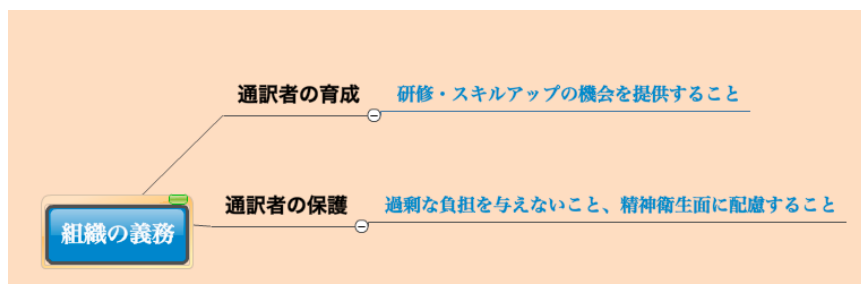 通訳者の育成
研修・スキルアップの機会を提供すること
組織の義務
通訳者の保護
過剰な負担を与えないこと、精神衛生面に配慮すること